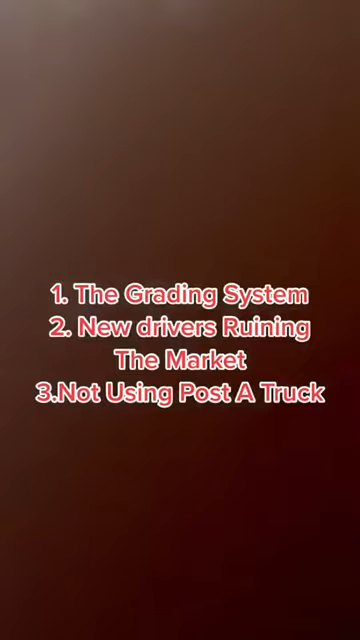 1. The Grading System
2. New drivers Ruining
The Market
3.Not Using Post A Truck